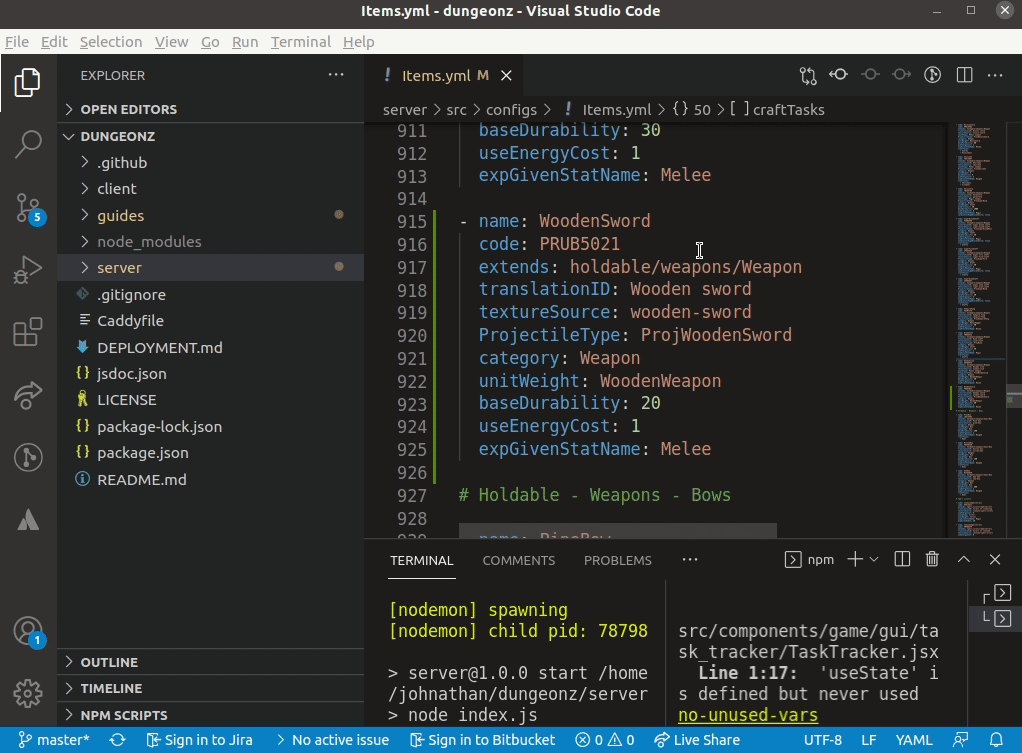 Items.yml - dungeonz - Visual Studio Code
File Edit Selection View Go Run Terminal Help
EXPLORER
OPEN EDITORS
DUNGEONZ
.github
client
guides
node_modules
server
.gitignore
Caddyfile
DEPLOYMENT.md
jsdoc.json
LICENSE
package-lock.json
package.json
README.md
OUTLINE
TIMELINE
NPM SCRIPTS
5
1
! Items.yml M
server > src > configs > ! Items.yml > {} 50 > [ ] craftTasks
911 baseDurability: 30
912 useEnergyCost: 1
913 expGivenStatName: Melee
914
915 - name: WoodenSword
916 code: PRUB5021
917 extends: holdable/weapons/Weapon
918 translationID: Wooden sword
919 textureSource: wooden-sword
920 ProjectileType: ProjWoodenSword
921 category: Weapon
922 unitWeight: WoodenWeapon
923 baseDurability: 20
924 useEnergyCost: 1
925 expGivenStatName: Melee
926
927 # Holdable - Weapons - Bows
928
929 - name: PineBow
TERMINAL COMMENTS PROBLEMS ··· npm
[nodemon] spawning
[nodemon] child pid: 78798
> server@1.0.0 start /home
/johnathan/dungeonz/server
> node index.js
src/components/game/gui/ta
sk_tracker/TaskTracker.jsx
Line 1:17: 'useState' i
s defined but never used
no-unused-vars
master* Sign in to Jira > No active issue Sign in to Bitbucket 0 0 Live Share UTF-8 LF YAML